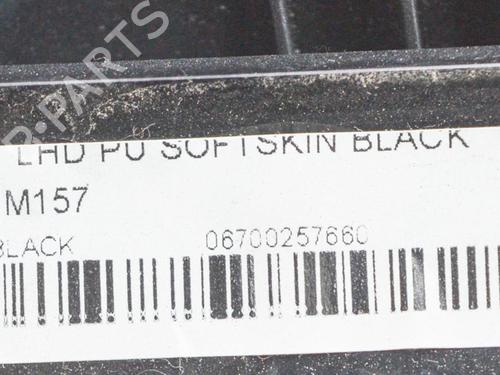 B-PARTS
LHD PU SOFTSKIN BLACK
M157
BLACK 06700257660